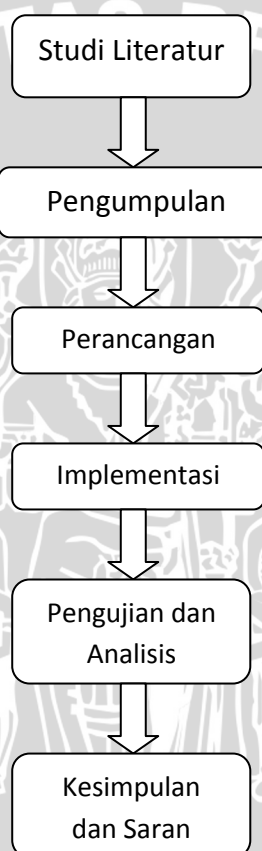 Studi Literatur
Pengumpulan
Perancangan
Implementasi
Pengujian dan
Analisis
Kesimpulan
dan Saran